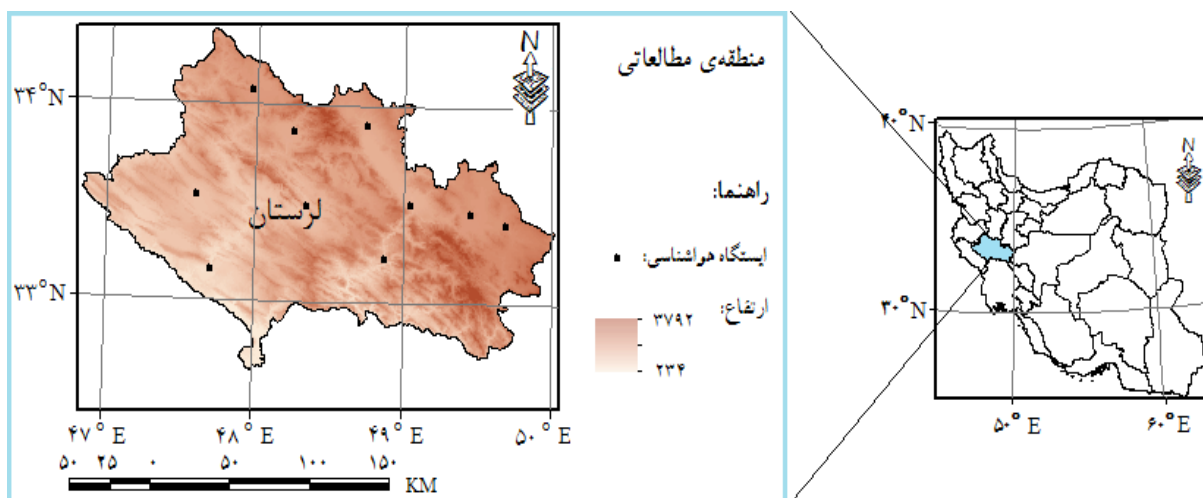 N
منطقه‌ی مطالعاتی
۳۴°N
لرستان
راهنما:
ایستگاه هواشناسی:
ارتفاع:
۳۷۹۲
۲۳۴
۳۳°N
۴۷° E
۴۸° E
۴۹° E
۵۰° E
۵۰ ۲۵ ۰ ۵۰ ۱۰۰ ۱۵۰
KM
۴۰°N
N
۳۰°N
۵۰°E
۶۰°E